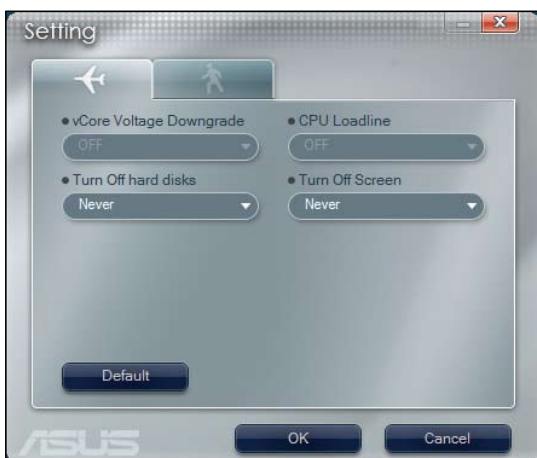 Setting
vCore Voltage Downgrade
OFF
CPU Loadline
OFF
Turn Off hard disks
Never
Turn Off Screen
Never
Default
ASUS
OK
Cancel